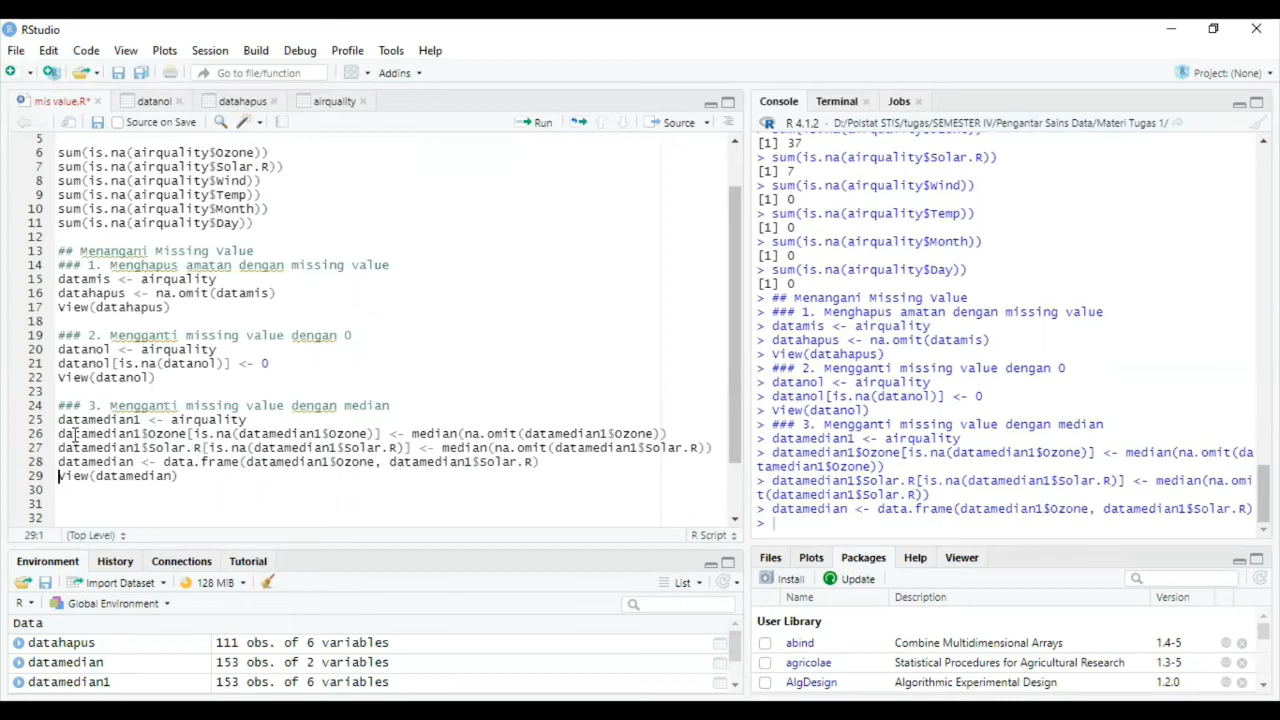 RStudio
File Edit Code View Plots Session Build Debug Profile Tools Help
Go to file/function Addins Project: (None)
mis value.R* datanol datahapus airquality
Source on Save Run Source
5
6 sum(is.na(airquality$Ozone))
7 sum(is.na(airquality$Solar.R))
8 sum(is.na(airquality$Wind))
9 sum(is.na(airquality$Temp))
10 sum(is.na(airquality$Month))
11 sum(is.na(airquality$Day))
12
13 ## Menangani Missing Value
14 ### 1. Menghapus amatan dengan missing value
15 datamis <- airquality
16 datahapus <- na.omit(datamis)
17 View(datahapus)
18
19 ### 2. Mengganti missing value dengan 0
20 datanol <- airquality
21 datanol[is.na(datanol)] <- 0
22 View(datanol)
23
24 ### 3. Mengganti missing value dengan median
25 datamedian1 <- airquality
26 datamedian1$Ozone[is.na(datamedian1$Ozone)] <- median(na.omit(datamedian1$Ozone))
27 datamedian1$Solar.R[is.na(datamedian1$Solar.R)] <- median(na.omit(datamedian1$Solar.R))
28 datamedian <- data.frame(datamedian1$Ozone, datamedian1$Solar.R)
29 View(datamedian)
30
31
32
29:1 (Top Level) R Script
Console Terminal Jobs
R 4.1.2 · D:/Polstat STIS/tugas/SEMESTER IV/Pengantar Sains Data/Materi Tugas 1/
> sum(is.na(airquality$Ozone))
[1] 37
> sum(is.na(airquality$Solar.R))
[1] 7
> sum(is.na(airquality$Wind))
[1] 0
> sum(is.na(airquality$Temp))
[1] 0
> sum(is.na(airquality$Month))
[1] 0
> sum(is.na(airquality$Day))
[1] 0
> ## Menangani Missing Value
> ### 1. Menghapus amatan dengan missing value
> datamis <- airquality
> datahapus <- na.omit(datamis)
> View(datahapus)
> ### 2. Mengganti missing value dengan 0
> datanol <- airquality
> datanol[is.na(datanol)] <- 0
> View(datanol)
> ### 3. Mengganti missing value dengan median
> datamedian1 <- airquality
> datamedian1$Ozone[is.na(datamedian1$Ozone)] <- median(na.omit(da
tamedian1$Ozone))
> datamedian1$Solar.R[is.na(datamedian1$Solar.R)] <- median(na.omi
t(datamedian1$Solar.R))
> datamedian <- data.frame(datamedian1$Ozone, datamedian1$Solar.R)
>
Environment History Connections Tutorial
Import Dataset 128 MiB List
R Global Environment
Data
datahapus 111 obs. of 6 variables
datamedian 153 obs. of 2 variables
datamedian1 153 obs. of 6 variables
Files Plots Packages Help Viewer
Install Update
Name Description Version
User Library
abind Combine Multidimensional Arrays 1.4-5
agricolae Statistical Procedures for Agricultural Research 1.3-5
AlgDesign Algorithmic Experimental Design 1.2.0